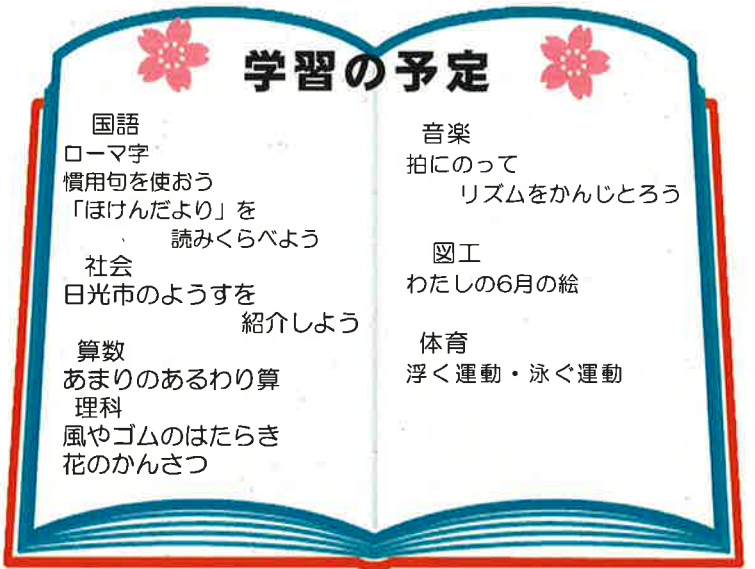 学習の予定
国語
ローマ字
慣用句を使おう
「ほけんだより」を
読みくらべよう
社会
日光市のようすを
紹介しよう
算数
あまりのあるわり算
理科
風やゴムのはたらき
花のかんさつ
音楽
拍にのって
リズムをかんじとろう
図工
わたしの6月の絵
体育
浮く運動・泳ぐ運動